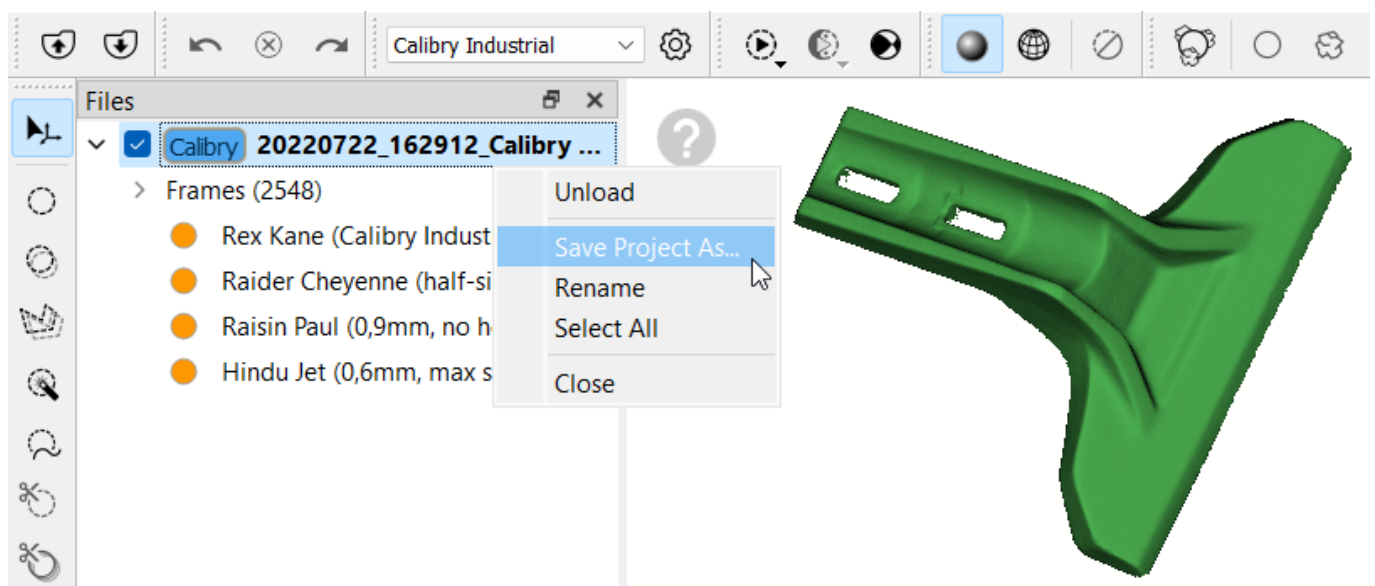 Calibry Industrial
Files
Calibry 20220722_162912_Calibry ...
Frames (2548)
Rex Kane (Calibry Indust
Raider Cheyenne (half-si
Raisin Paul (0,9mm, no h
Hindu Jet (0,6mm, max s
?
Unload
Save Project As...
Rename
Select All
Close